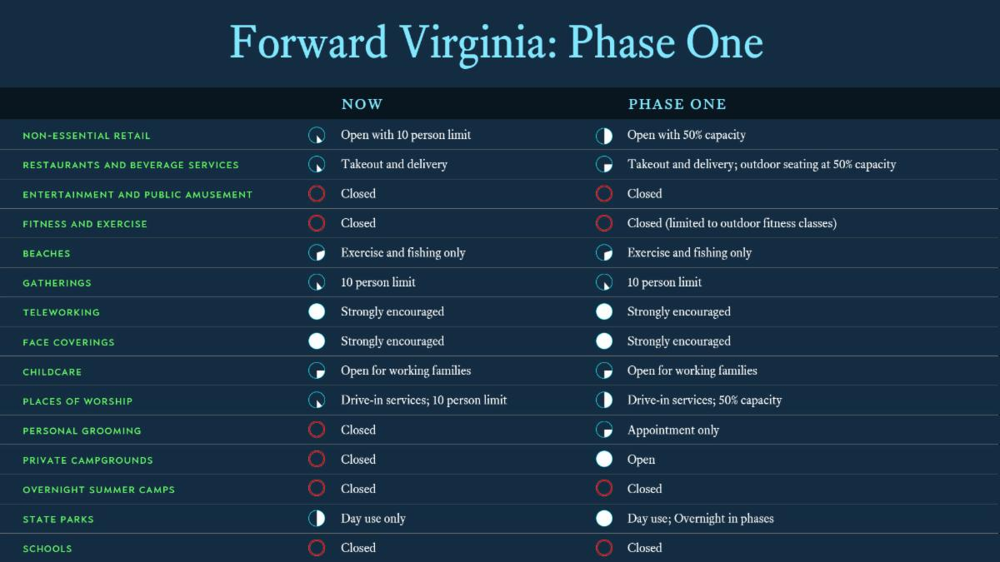 Forward Virginia: Phase One
NOW PHASE ONE
NON-ESSENTIAL RETAIL Open with 10 person limit Open with 50% capacity
RESTAURANTS AND BEVERAGE SERVICES Takeout and delivery Takeout and delivery; outdoor seating at 50% capacity
ENTERTAINMENT AND PUBLIC AMUSEMENT Closed Closed
FITNESS AND EXERCISE Closed Closed (limited to outdoor fitness classes)
BEACHES Exercise and fishing only Exercise and fishing only
GATHERINGS 10 person limit 10 person limit
TELEWORKING Strongly encouraged Strongly encouraged
FACE COVERINGS Strongly encouraged Strongly encouraged
CHILDCARE Open for working families Open for working families
PLACES OF WORSHIP Drive-in services; 10 person limit Drive-in services; 50% capacity
PERSONAL GROOMING Closed Appointment only
PRIVATE CAMPGROUNDS Closed Open
OVERNIGHT SUMMER CAMPS Closed Closed
STATE PARKS Day use only Day use; Overnight in phases
SCHOOLS Closed Closed